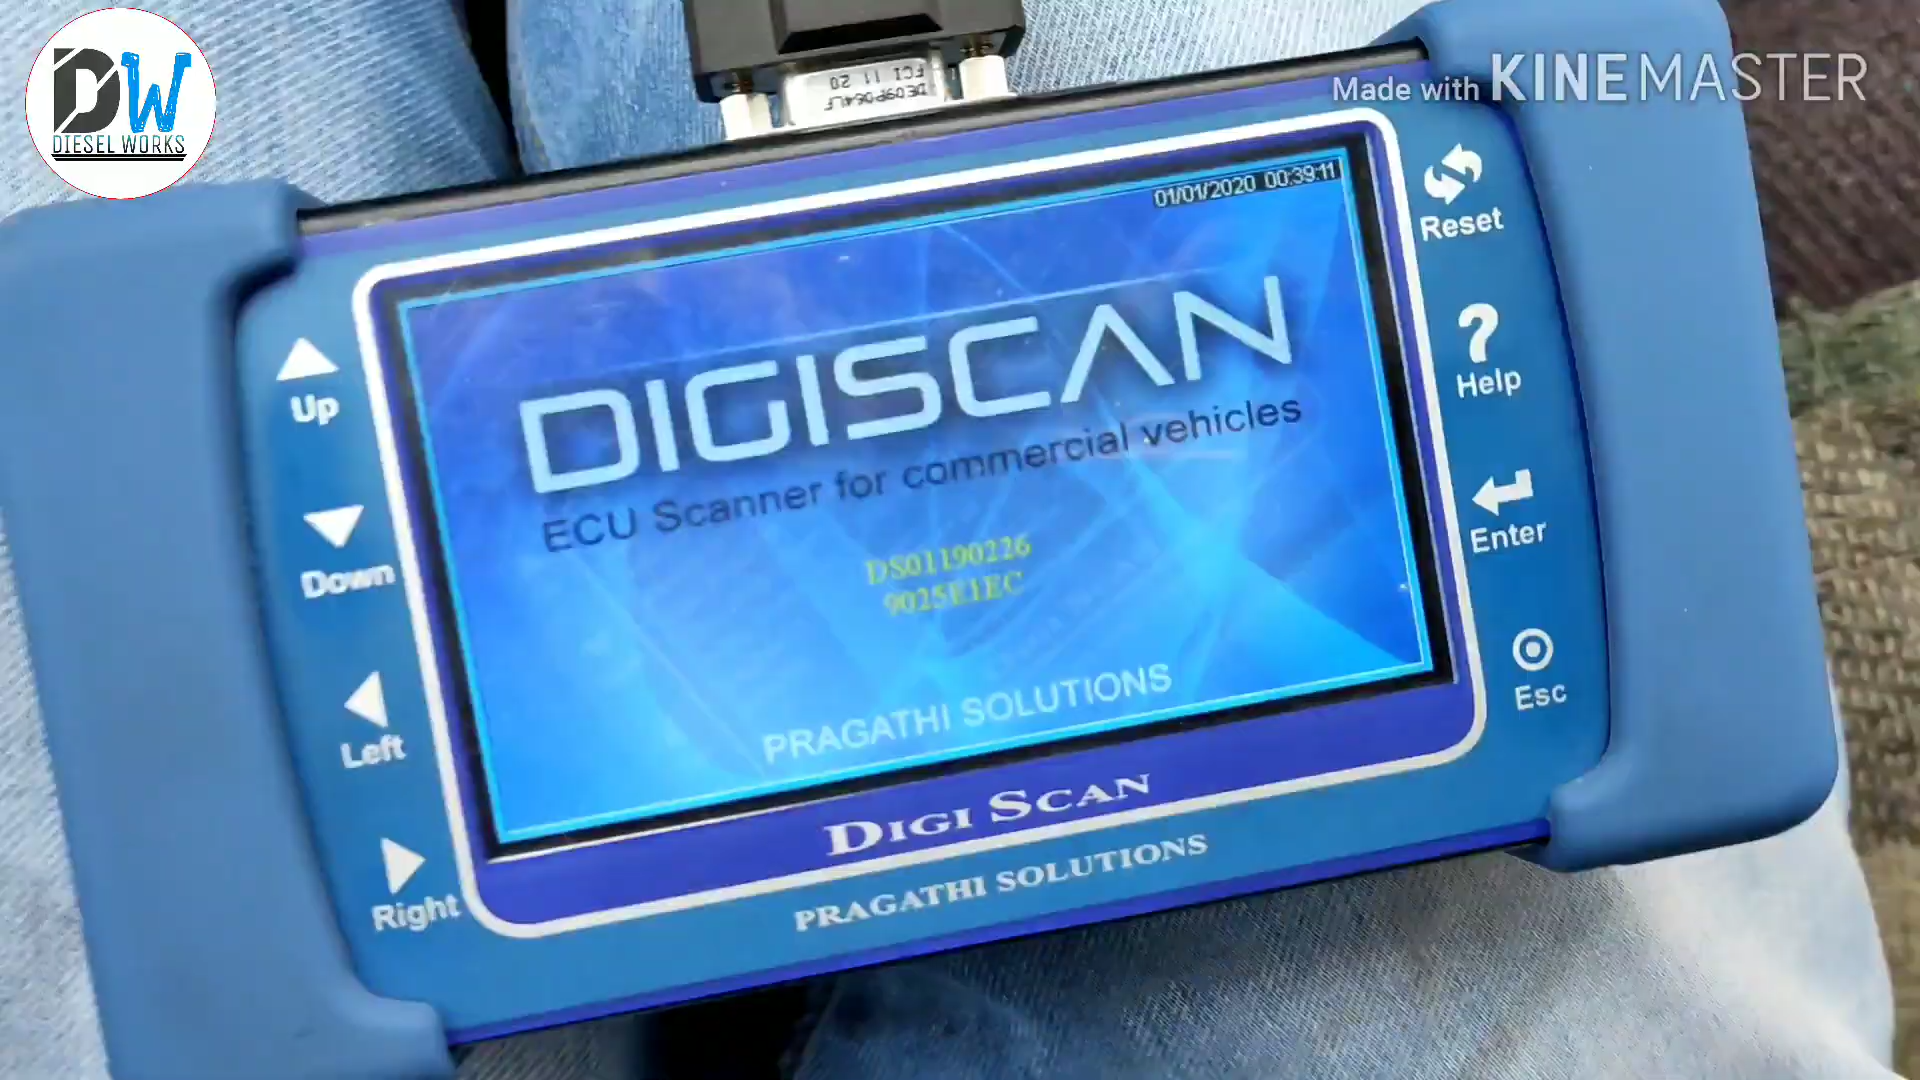 DW
DIESEL WORKS
Made with KINEMASTER
FCI 11 20
DE09P064LF
01/01/2020 00:39:11
DIGISCAN
ECU Scanner for commercial vehicles
DS01190226
9025E1EC
PRAGATHI SOLUTIONS
DIGI SCAN
PRAGATHI SOLUTIONS
Up
Down
Left
Right
Reset
?
Help
Enter
Esc